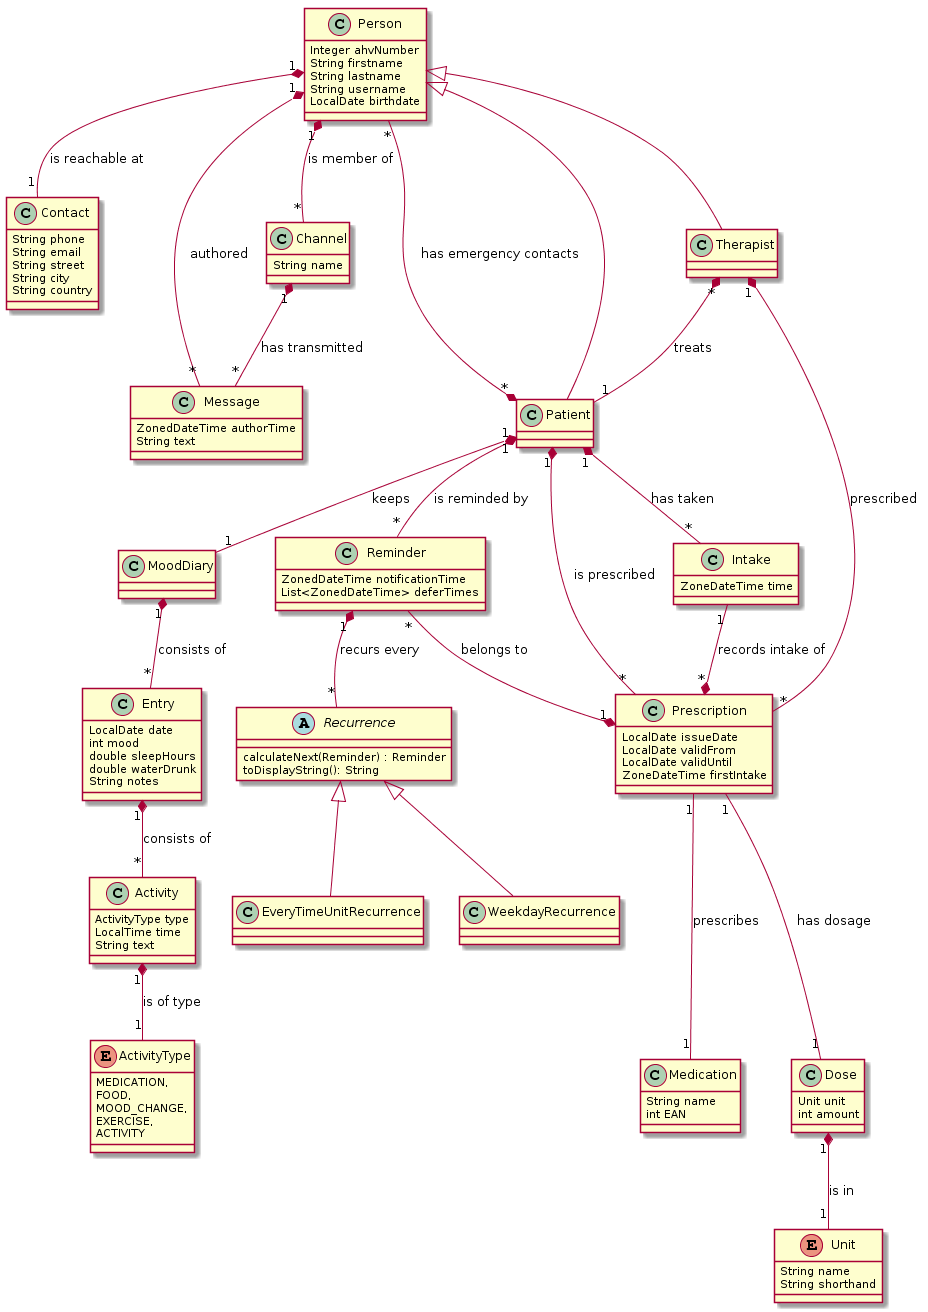 C Person
Integer ahvNumber
String firstname
String lastname
String username
LocalDate birthdate
1
1
1
*
is reachable at
is member of
1
*
authored
has emergency contacts
C Contact
String phone
String email
String street
String city
String country
C Channel
String name
C Therapist
1
*
1
has transmitted
treats
*
*
*
1
C Message
ZonedDateTime authorTime
String text
C Patient
1
1
1
1
keeps
is reminded by
has taken
prescribed
1
*
*
C MoodDiary
C Reminder
ZonedDateTime notificationTime
List<ZonedDateTime> deferTimes
C Intake
ZoneDateTime time
is prescribed
1
1
*
1
consists of
recurs every
belongs to
records intake of
*
*
*
*
*
1
C Entry
LocalDate date
int mood
double sleepHours
double waterDrunk
String notes
A Recurrence
calculateNext(Reminder) : Reminder
toDisplayString(): String
C Prescription
LocalDate issueDate
LocalDate validFrom
LocalDate validUntil
ZoneDateTime firstIntake
1
1
1
consists of
*
C Activity
ActivityType type
LocalTime time
String text
C EveryTimeUnitRecurrence
C WeekdayRecurrence
prescribes
has dosage
1
is of type
1
1
1
E ActivityType
MEDICATION,
FOOD,
MOOD_CHANGE,
EXERCISE,
ACTIVITY
C Medication
String name
int EAN
C Dose
Unit unit
int amount
1
is in
1
E Unit
String name
String shorthand